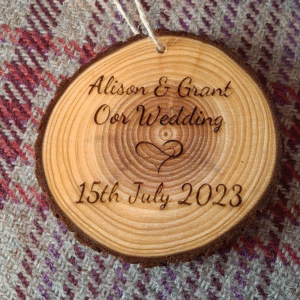 Alison & Grant
Oor Wedding
15th July 2023